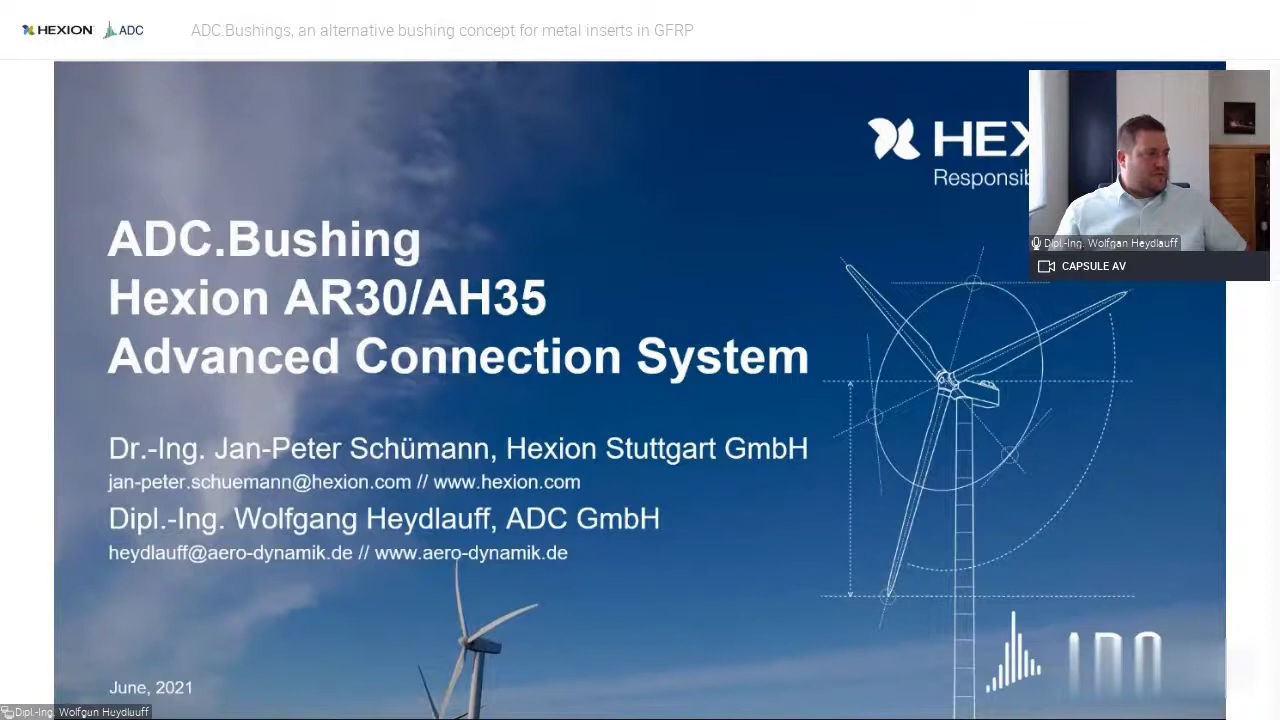 HEXION ADC ADC.Bushings, an alternative bushing concept for metal inserts in GFRP
HEX
Responsib
Dipl.-Ing. Wolfgan Heydlauff
CAPSULE AV
ADC.Bushing
Hexion AR30/AH35
Advanced Connection System
Dr.-Ing. Jan-Peter Schümann, Hexion Stuttgart GmbH
jan-peter.schuemann@hexion.com // www.hexion.com
Dipl.-Ing. Wolfgang Heydlauff, ADC GmbH
heydlauff@aero-dynamik.de // www.aero-dynamik.de
June, 2021
Dipl.-Ing. Wolfgan Heydlauff